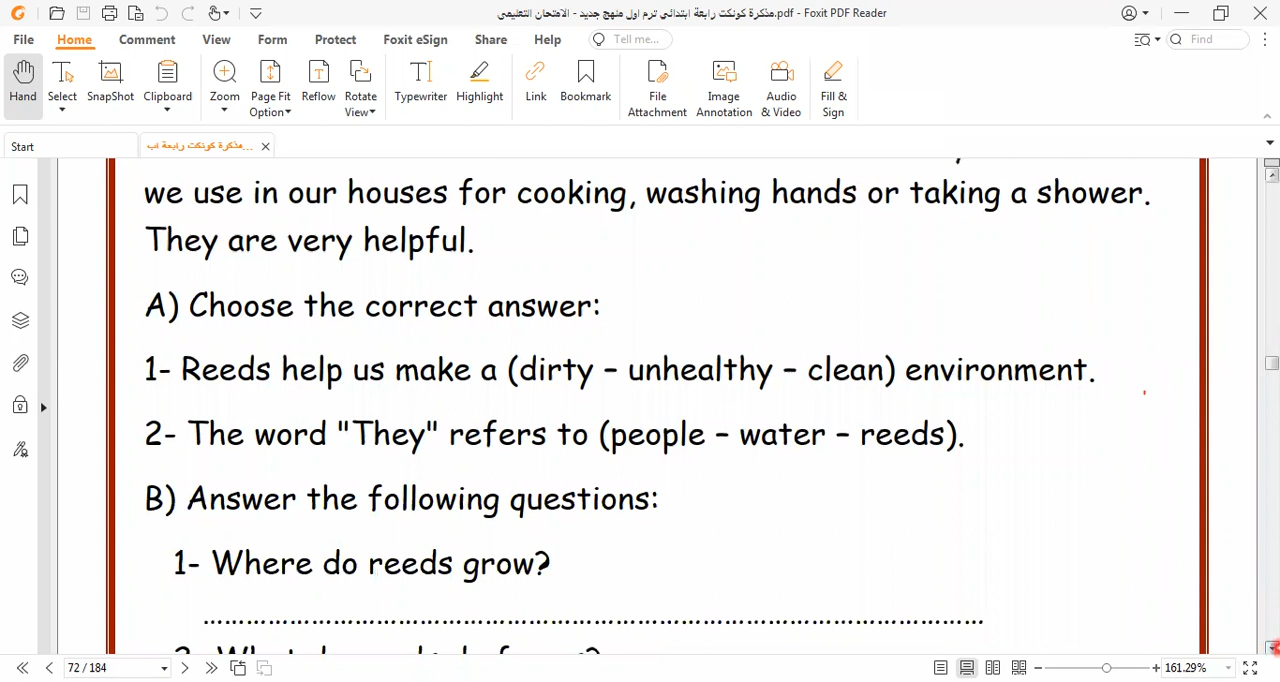 مذكرة كونكت رابعة ابتدائي ترم اول منهج جديد - الامتحان التعليمي.pdf - Foxit PDF Reader
File Home Comment View Form Protect Foxit eSign Share Help Tell me... Find
Hand Select SnapShot Clipboard Zoom Page Fit Option Reflow Rotate View Typewriter Highlight Link Bookmark File Attachment Image Annotation Audio & Video Fill & Sign
Start مذكرة كونكت رابعة اب...
we use in our houses for cooking, washing hands or taking a shower.
They are very helpful.
A) Choose the correct answer:
1- Reeds help us make a (dirty – unhealthy – clean) environment.
2- The word "They" refers to (people – water – reeds).
B) Answer the following questions:
1- Where do reeds grow?
................................................................................
72 / 184 161.29%